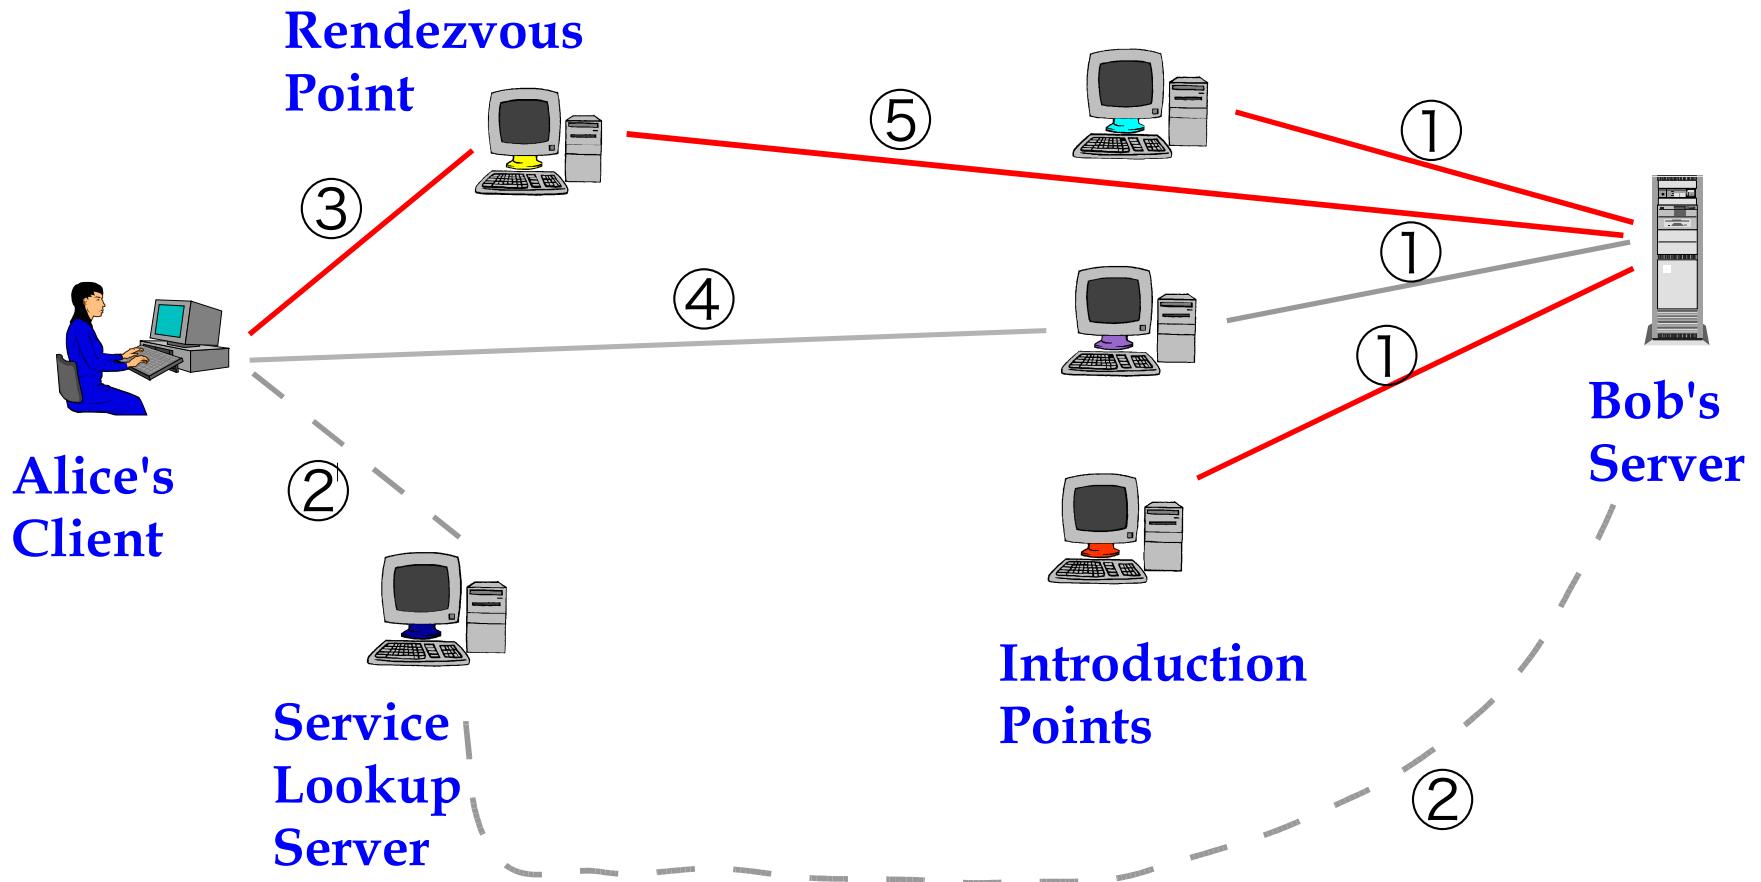 Rendezvous
Point
⑤
①
③
①
④
①
Bob's
Server
Alice's
Client
②
Introduction
Points
Service
Lookup
Server
②